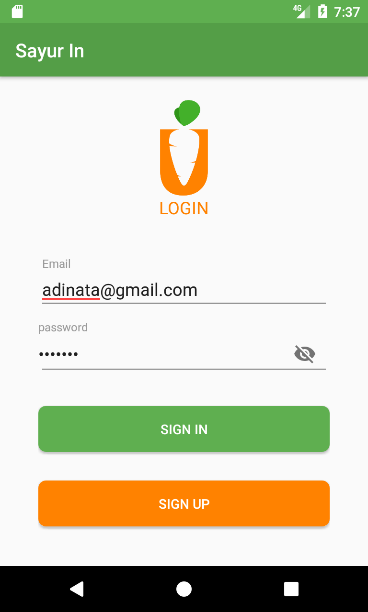 4G 7:37
Sayur In
LOGIN
Email
adinata@gmail.com
password
•••••••
SIGN IN
SIGN UP